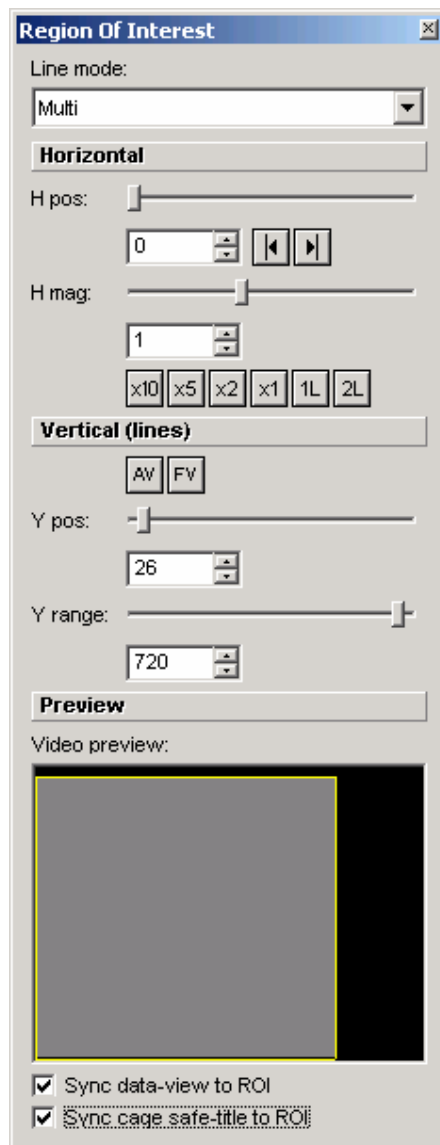 Region Of Interest
Line mode:
Multi
Horizontal
H pos:
0
H mag:
1
x10 x5 x2 x1 1L 2L
Vertical (lines)
AV FV
Y pos:
26
Y range:
720
Preview
Video preview:
Sync data-view to ROI
Sync cage safe-title to ROI